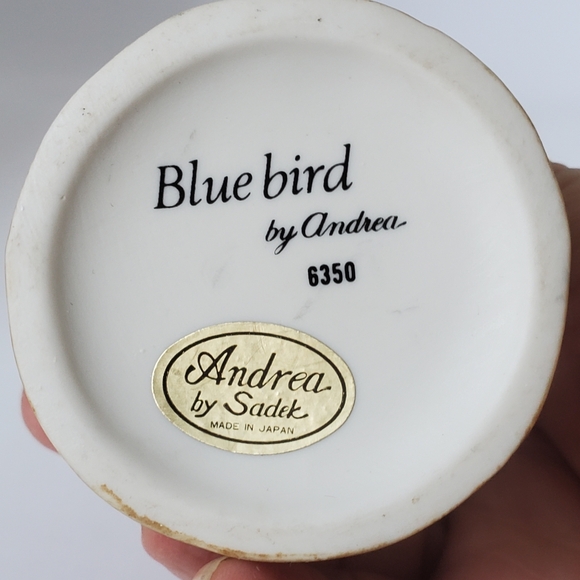 Blue bird
by Andrea
6350
Andrea
by Sadek
MADE IN JAPAN